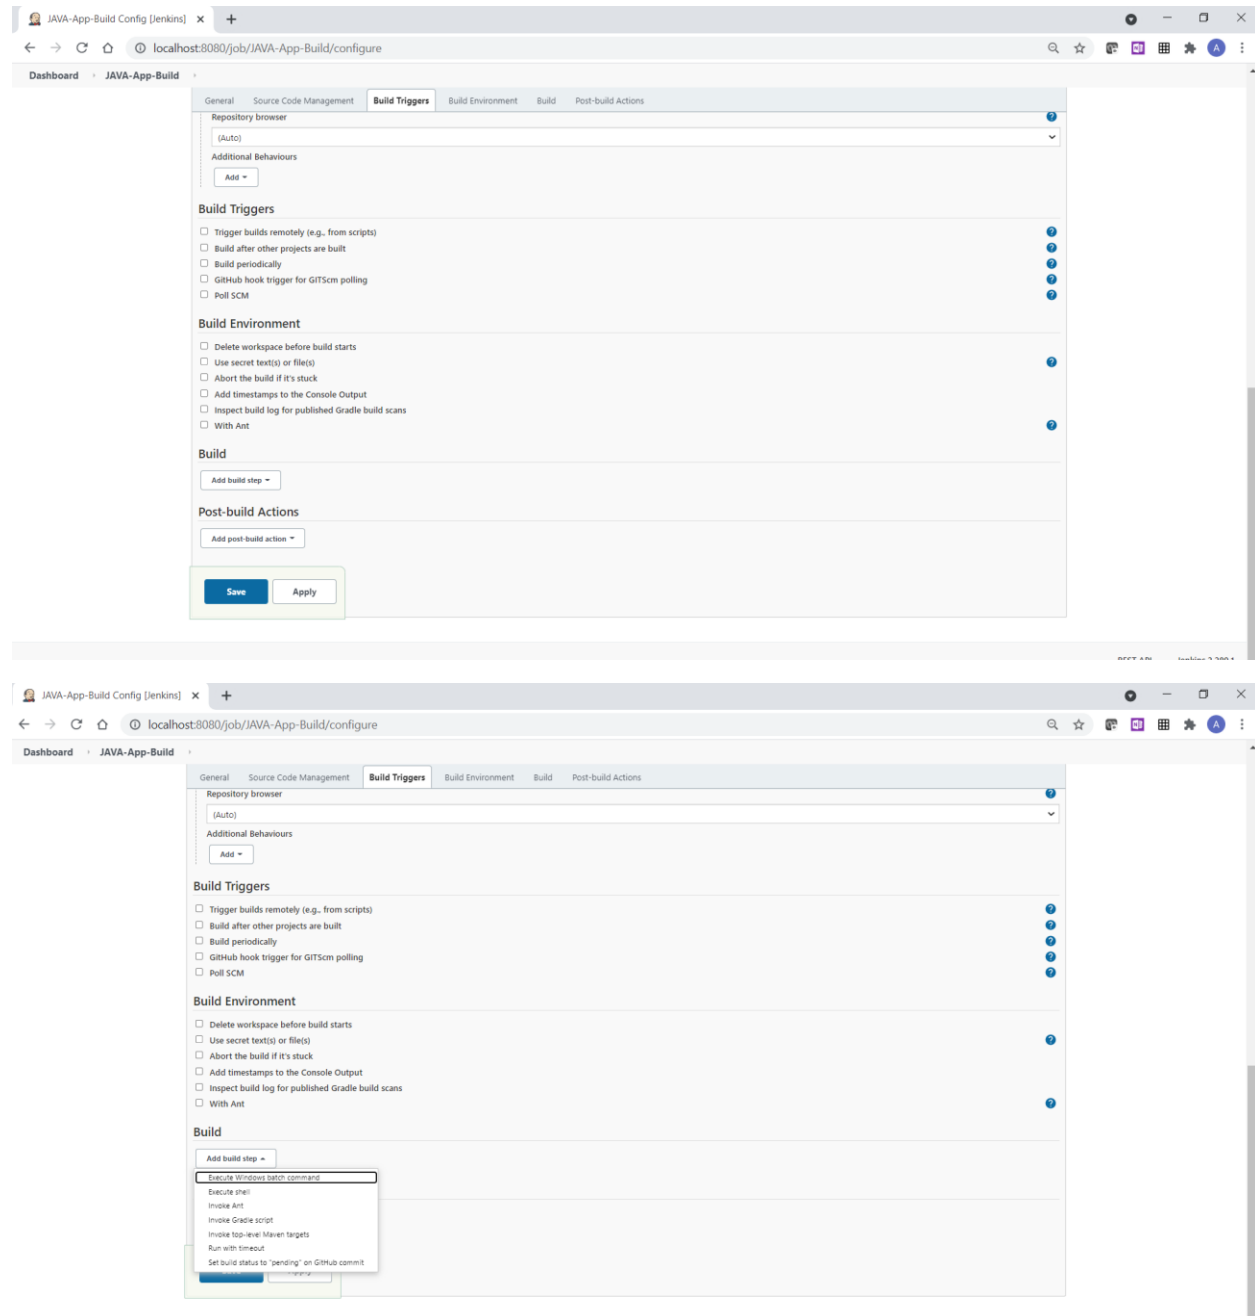 JAVA-App-Build Config [Jenkins]
localhost:8080/job/JAVA-App-Build/configure
A
Dashboard JAVA-App-Build
General Source Code Management Build Triggers Build Environment Build Post-build Actions
Repository browser
(Auto)
Additional Behaviours
Add
Build Triggers
Trigger builds remotely (e.g., from scripts)
Build after other projects are built
Build periodically
GitHub hook trigger for GITScm polling
Poll SCM
Build Environment
Delete workspace before build starts
Use secret text(s) or file(s)
Abort the build if it's stuck
Add timestamps to the Console Output
Inspect build log for published Gradle build scans
With Ant
Build
Add build step
Post-build Actions
Add post-build action
Save Apply
REST API Jenkins
JAVA-App-Build Config [Jenkins]
localhost:8080/job/JAVA-App-Build/configure
A
Dashboard JAVA-App-Build
General Source Code Management Build Triggers Build Environment Build Post-build Actions
Repository browser
(Auto)
Additional Behaviours
Add
Build Triggers
Trigger builds remotely (e.g., from scripts)
Build after other projects are built
Build periodically
GitHub hook trigger for GITScm polling
Poll SCM
Build Environment
Delete workspace before build starts
Use secret text(s) or file(s)
Abort the build if it's stuck
Add timestamps to the Console Output
Inspect build log for published Gradle build scans
With Ant
Build
Add build step
Execute Windows batch command
Execute shell
Invoke Ant
Invoke Gradle script
Invoke top-level Maven targets
Run with timeout
Set build status to "pending" on GitHub commit